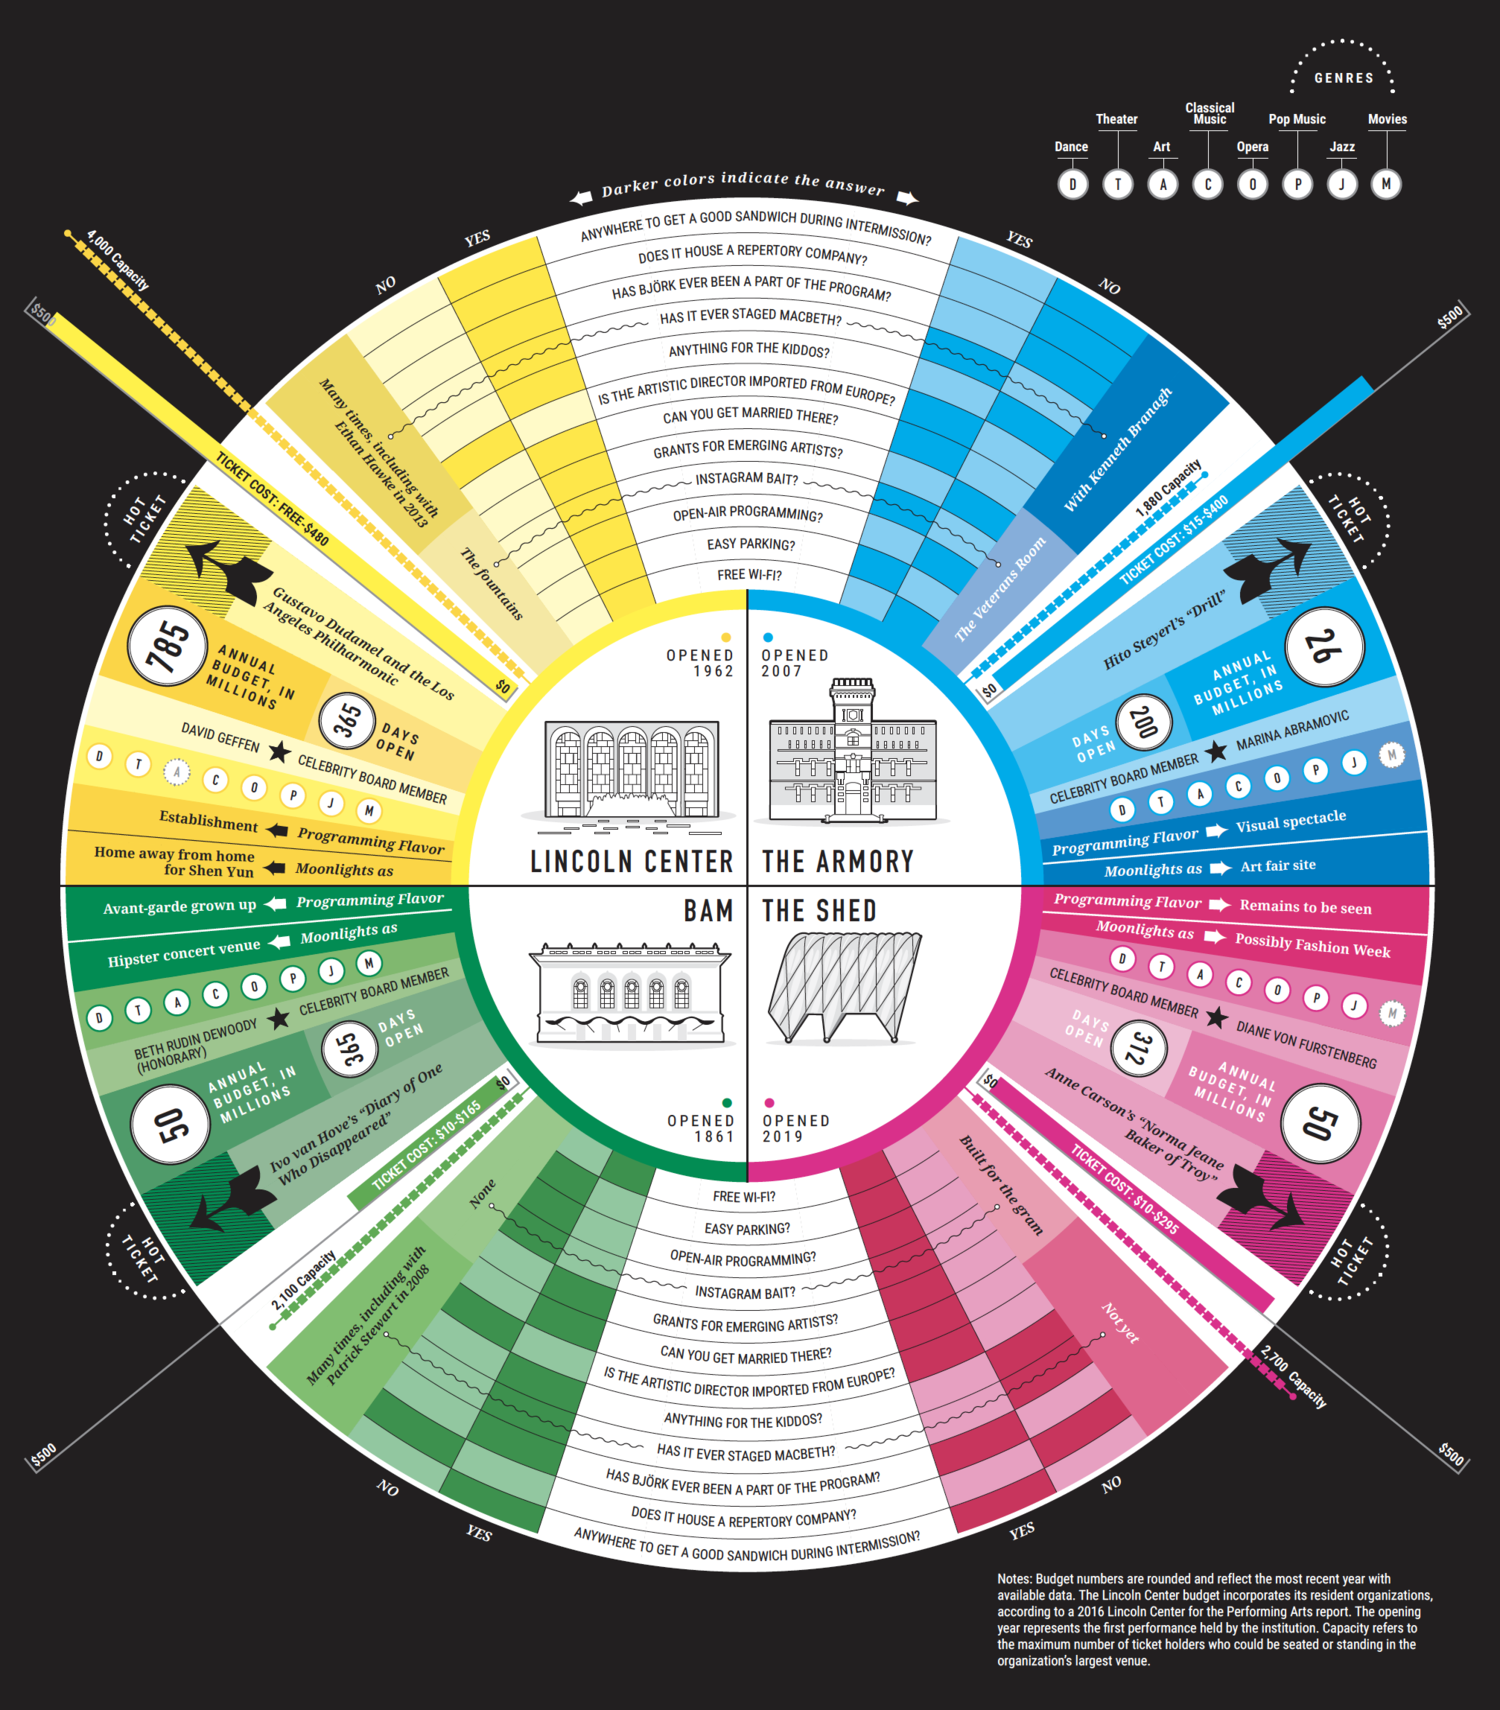 GENRES
Classical
Music
Theater
Pop Music
Movies
Dance
Art
Opera
Jazz
D
T
A
C
O
P
J
M
Darker colors indicate the answer
YES
NO
YES
NO
ANYWHERE TO GET A GOOD SANDWICH DURING INTERMISSION?
DOES IT HOUSE A REPERTORY COMPANY?
HAS BJÖRK EVER BEEN A PART OF THE PROGRAM?
HAS IT EVER STAGED MACBETH?
ANYTHING FOR THE KIDDOS?
IS THE ARTISTIC DIRECTOR IMPORTED FROM EUROPE?
CAN YOU GET MARRIED THERE?
GRANTS FOR EMERGING ARTISTS?
INSTAGRAM BAIT?
OPEN-AIR PROGRAMMING?
EASY PARKING?
FREE WI-FI?
4,000 Capacity
$500
TICKET COST: FREE-$480
$0
Many times, including with
Ethan Hawke in 2013
The fountains
HOT
TICKET
Gustavo Dudamel and the Los
Angeles Philharmonic
785
ANNUAL
BUDGET, IN
MILLIONS
365
DAYS
OPEN
DAVID GEFFEN
CELEBRITY BOARD MEMBER
D
T
A
C
O
P
J
M
Establishment
Programming Flavor
Home away from home
for Shen Yun
Moonlights as
OPENED
1962
LINCOLN CENTER
With Kenneth Branagh
The Veterans Room
1,880 Capacity
$500
TICKET COST: $15-$400
$0
HOT
TICKET
Hito Steyerl's “Drill”
26
ANNUAL
BUDGET, IN
MILLIONS
200
DAYS
OPEN
CELEBRITY BOARD MEMBER
MARINA ABRAMOVIC
D
T
A
C
O
P
J
M
Programming Flavor
Visual spectacle
Moonlights as
Art fair site
OPENED
2007
THE ARMORY
BAM
OPENED
1861
Avant-garde grown up
Programming Flavor
Hipster concert venue
Moonlights as
D
T
A
C
O
P
J
M
BETH RUDIN DEWOODY
(HONORARY)
CELEBRITY BOARD MEMBER
365
DAYS
OPEN
50
ANNUAL
BUDGET, IN
MILLIONS
Ivo van Hove's “Diary of One
Who Disappeared”
HOT
TICKET
$0
TICKET COST: $10-$165
$500
2,100 Capacity
None
Many times, including with
Patrick Stewart in 2008
THE SHED
OPENED
2019
Programming Flavor
Remains to be seen
Moonlights as
Possibly Fashion Week
D
T
A
C
O
P
J
M
CELEBRITY BOARD MEMBER
DIANE VON FURSTENBERG
312
DAYS
OPEN
50
ANNUAL
BUDGET, IN
MILLIONS
Anne Carson's “Norma Jeane
Baker of Troy”
HOT
TICKET
$0
TICKET COST: $10-$295
$500
2,700 Capacity
Built for the gram
Not yet
FREE WI-FI?
EASY PARKING?
OPEN-AIR PROGRAMMING?
INSTAGRAM BAIT?
GRANTS FOR EMERGING ARTISTS?
CAN YOU GET MARRIED THERE?
IS THE ARTISTIC DIRECTOR IMPORTED FROM EUROPE?
ANYTHING FOR THE KIDDOS?
HAS IT EVER STAGED MACBETH?
HAS BJÖRK EVER BEEN A PART OF THE PROGRAM?
DOES IT HOUSE A REPERTORY COMPANY?
ANYWHERE TO GET A GOOD SANDWICH DURING INTERMISSION?
NO
YES
YES
NO
Notes: Budget numbers are rounded and reflect the most recent year with
available data. The Lincoln Center budget incorporates its resident organizations,
according to a 2016 Lincoln Center for the Performing Arts report. The opening
year represents the first performance held by the institution. Capacity refers to
the maximum number of ticket holders who could be seated or standing in the
organization's largest venue.